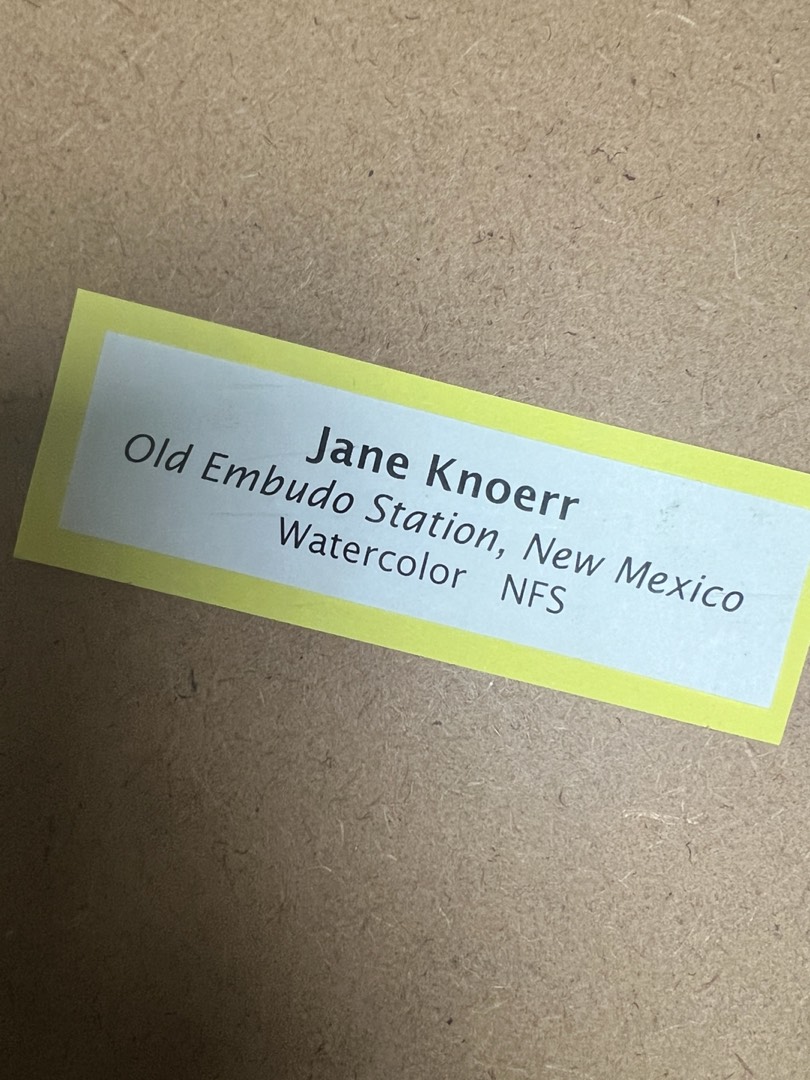 Jane Knoerr
Old Embudo Station, New Mexico
Watercolor NFS